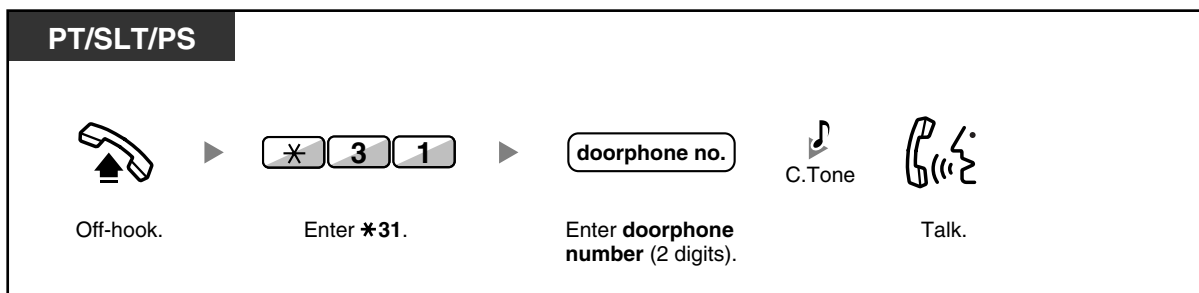 PT/SLT/PS
✳ 3 1
doorphone no.
C.Tone
Off-hook.
Enter ✳31.
Enter doorphone
number (2 digits).
Talk.